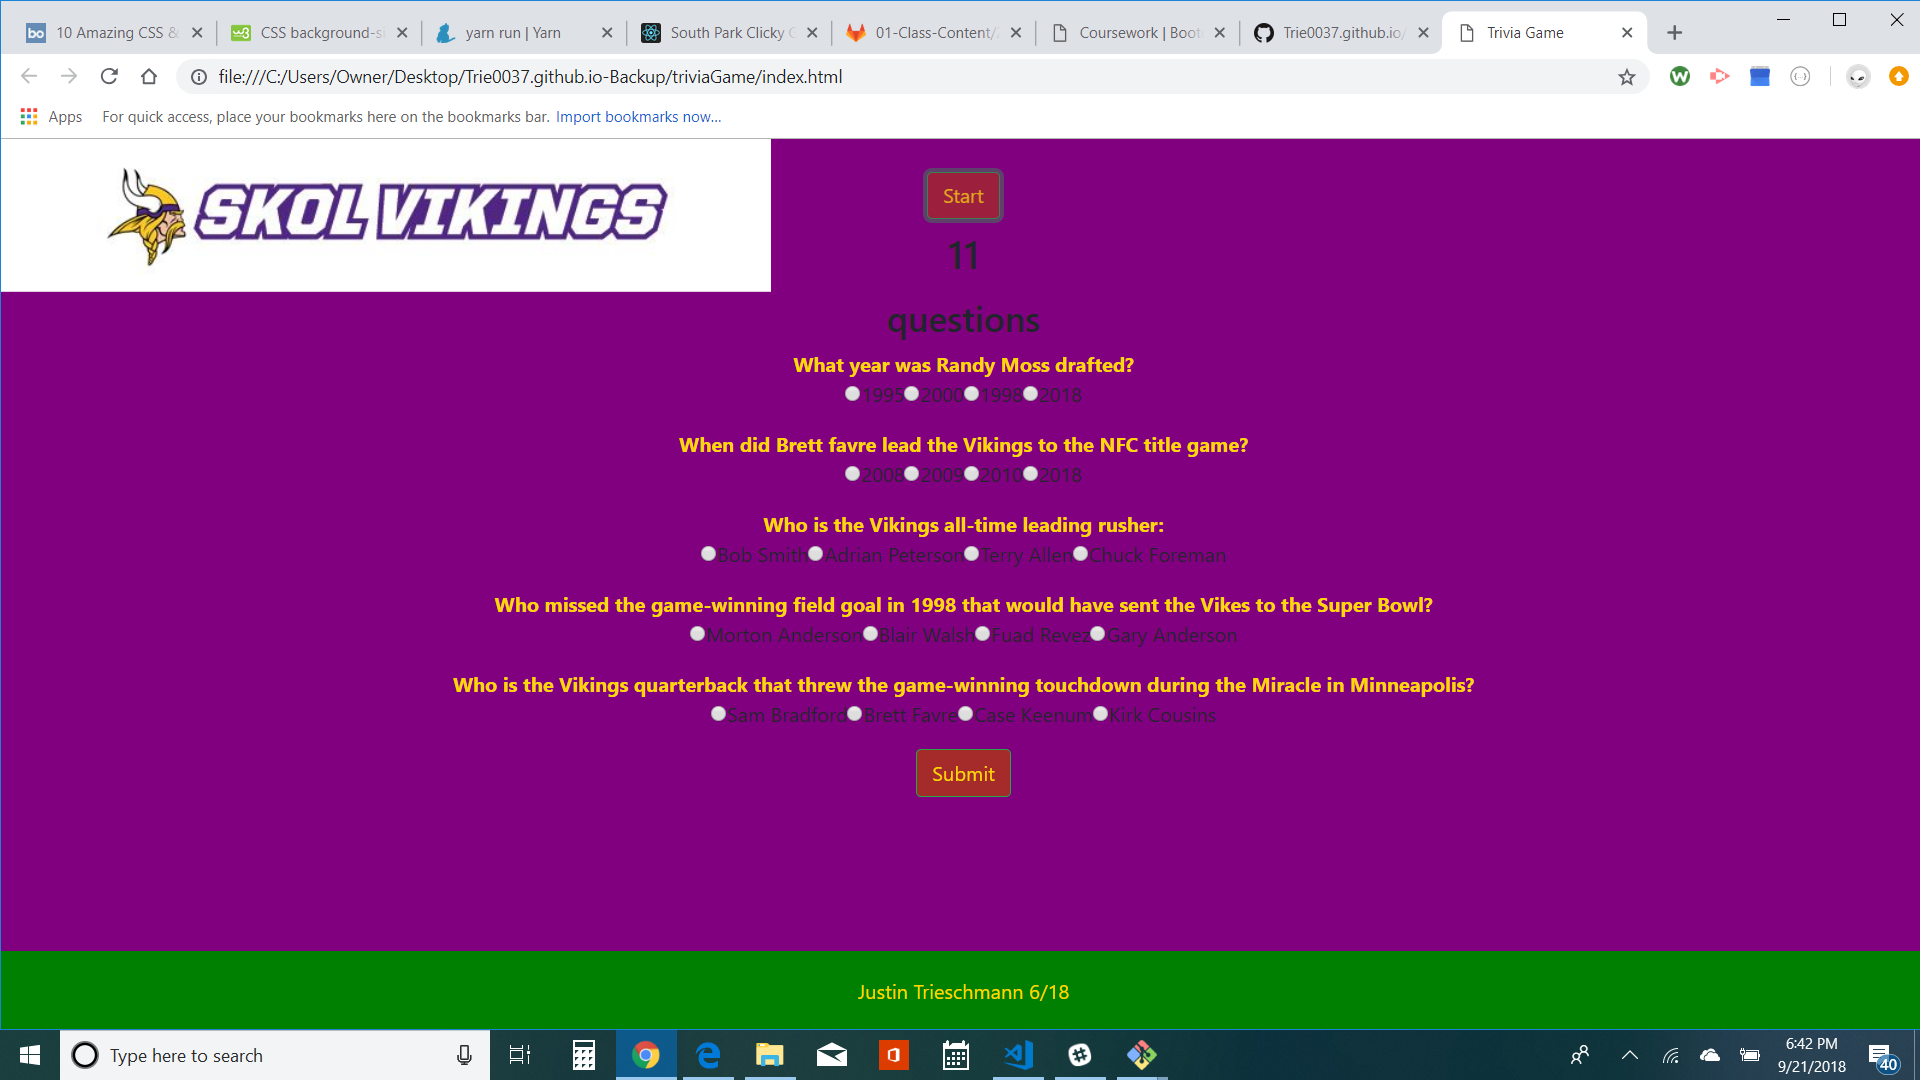 10 Amazing CSS & CSS background-si yarn run | Yarn South Park Clicky G 01-Class-Content/ Coursework | Boot Trie0037.github.io/ Trivia Game
file:///C:/Users/Owner/Desktop/Trie0037.github.io-Backup/triviaGame/index.html
Apps For quick access, place your bookmarks here on the bookmarks bar. Import bookmarks now...
SKOL VIKINGS
Start
11
questions
What year was Randy Moss drafted?
1995 2000 1998 2018
When did Brett favre lead the Vikings to the NFC title game?
2008 2009 2010 2018
Who is the Vikings all-time leading rusher:
Bob Smith Adrian Peterson Terry Allen Chuck Foreman
Who missed the game-winning field goal in 1998 that would have sent the Vikes to the Super Bowl?
Morton Anderson Blair Walsh Fuad Revez Gary Anderson
Who is the Vikings quarterback that threw the game-winning touchdown during the Miracle in Minneapolis?
Sam Bradford Brett Favre Case Keenum Kirk Cousins
Submit
Justin Trieschmann 6/18
Type here to search
6:42 PM
9/21/2018
40